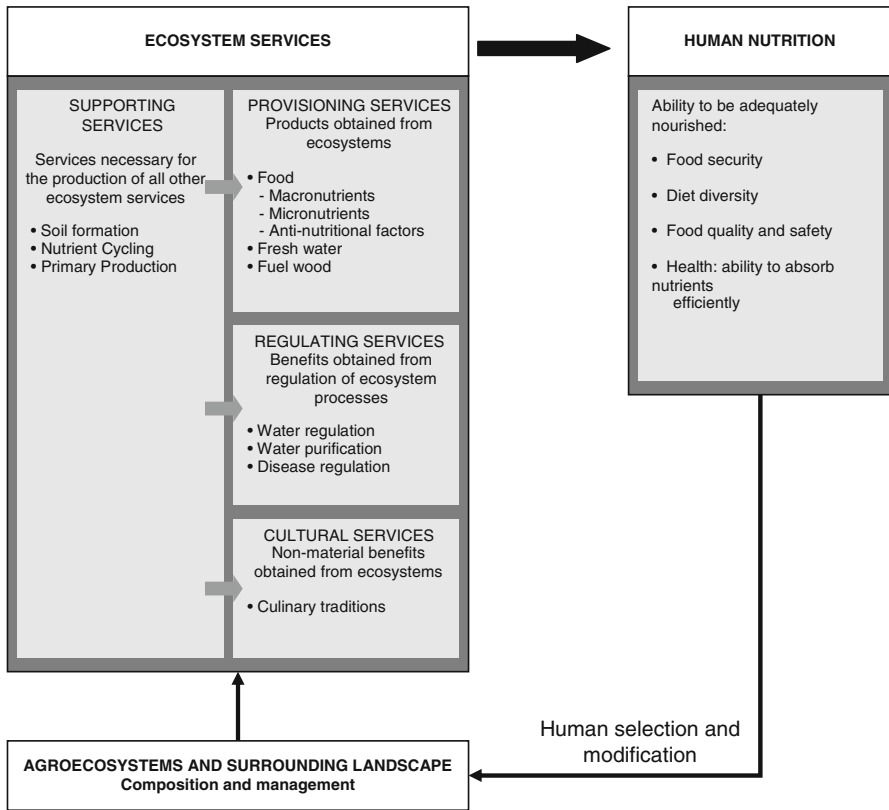 ECOSYSTEM SERVICES
SUPPORTING
SERVICES
Services necessary for
the production of all other
ecosystem services
• Soil formation
• Nutrient Cycling
• Primary Production
PROVISIONING SERVICES
Products obtained from
ecosystems
• Food
- Macronutrients
- Micronutrients
- Anti-nutritional factors
• Fresh water
• Fuel wood
REGULATING SERVICES
Benefits obtained from
regulation of ecosystem
processes
• Water regulation
• Water purification
• Disease regulation
CULTURAL SERVICES
Non-material benefits
obtained from ecosystems
• Culinary traditions
HUMAN NUTRITION
Ability to be adequately
nourished:
• Food security
• Diet diversity
• Food quality and safety
• Health: ability to absorb
nutrients
efficiently
Human selection and
modification
AGROECOSYSTEMS AND SURROUNDING LANDSCAPE
Composition and management